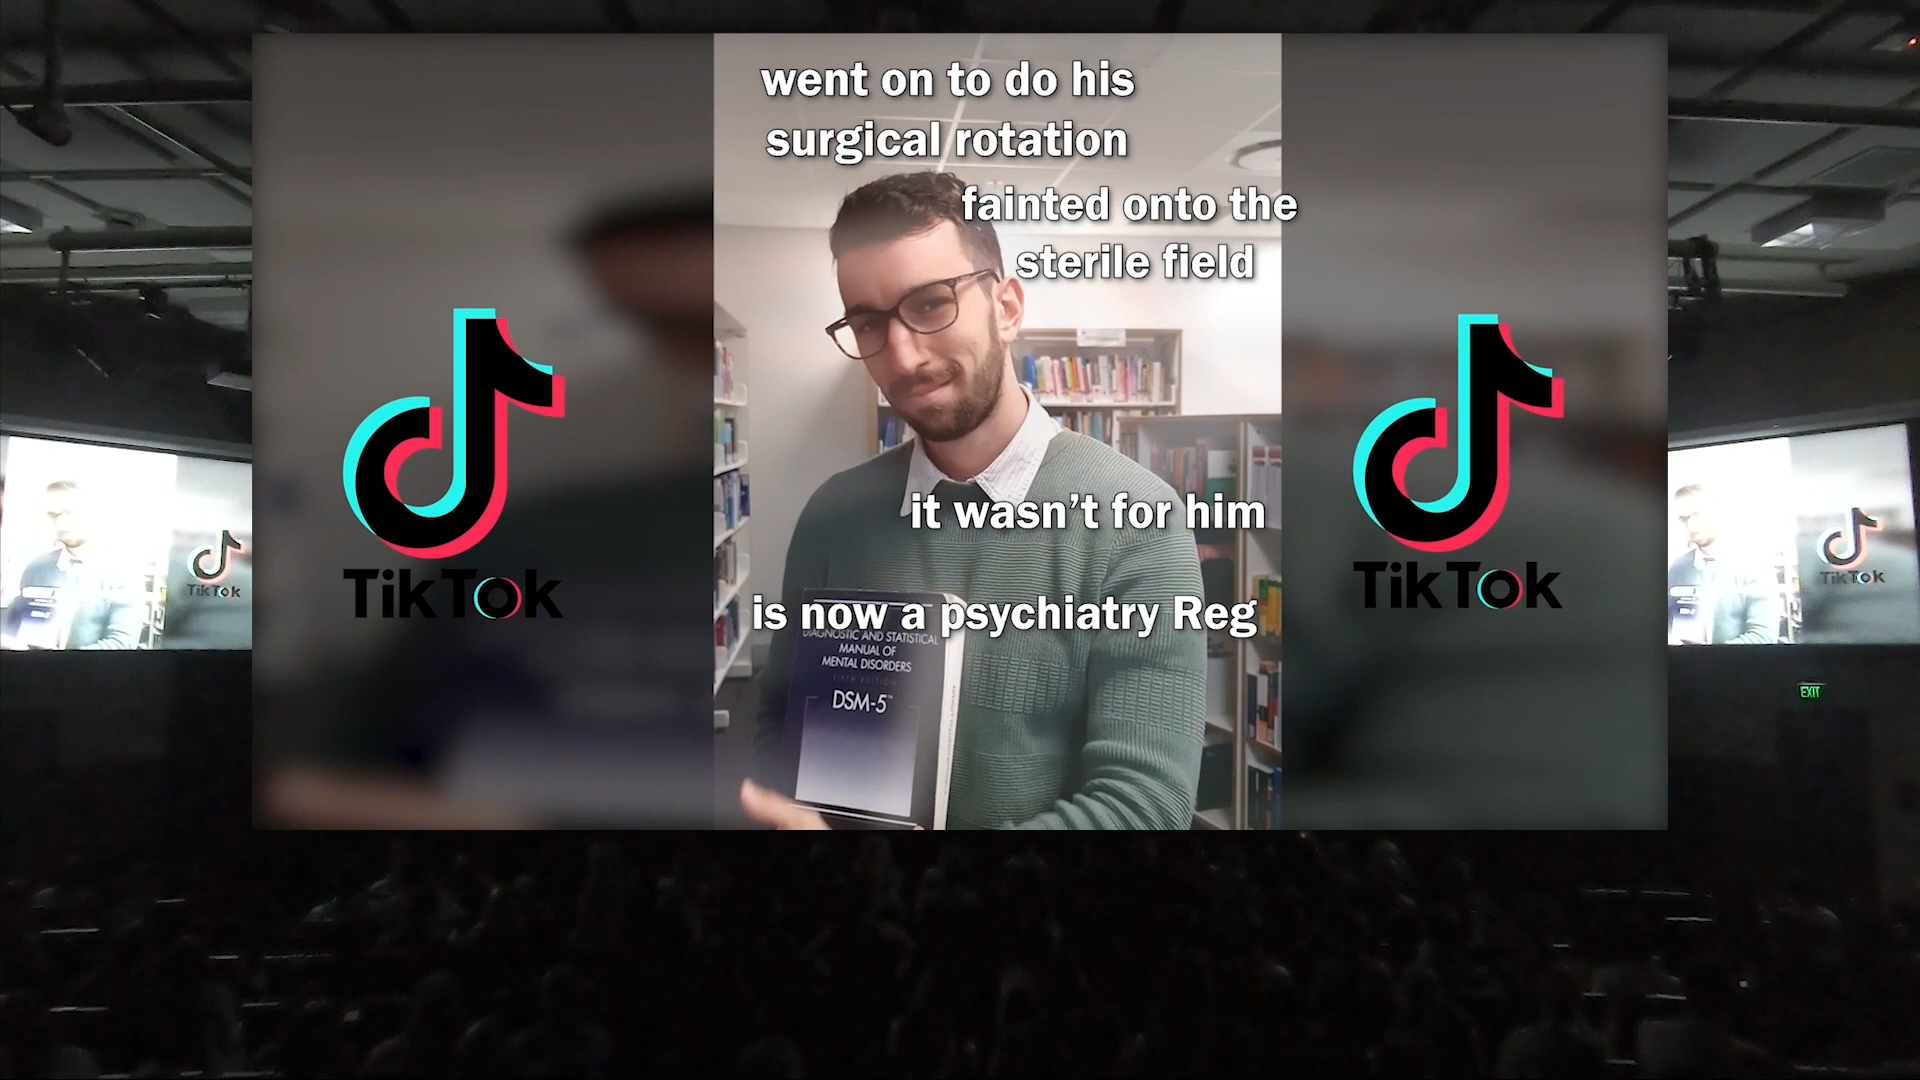 went on to do his
surgical rotation
fainted onto the
sterile field
it wasn't for him
is now a psychiatry Reg
DIAGNOSTIC AND STATISTICAL
MANUAL OF
MENTAL DISORDERS
FIFTH EDITION
DSM-5™
TikTok
TikTok
TikTok
TikTok
EXIT